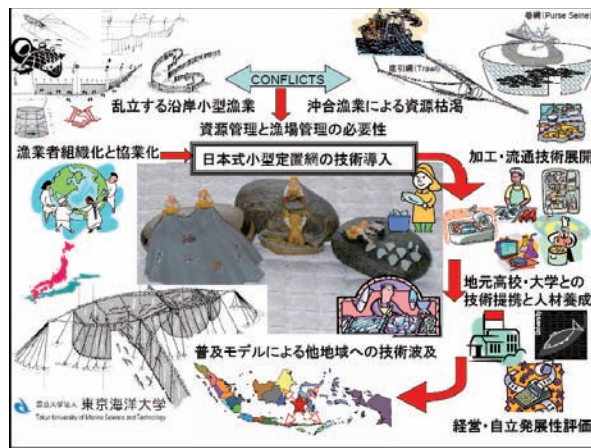 巻網(Purse Seine)
底引網(Trawl)
CONFLICTS
乱立する沿岸小型漁業
沖合漁業による資源枯渇
資源管理と漁場管理の必要性
漁業者組織化と協業化
日本式小型定置網の技術導入
加工・流通技術展開
地元高校・大学との
技術提携と人材養成
普及モデルによる他地域への技術波及
経営・自立発展性評価
国立大学法人 東京海洋大学
Tokyo University of Marine Science and Technology